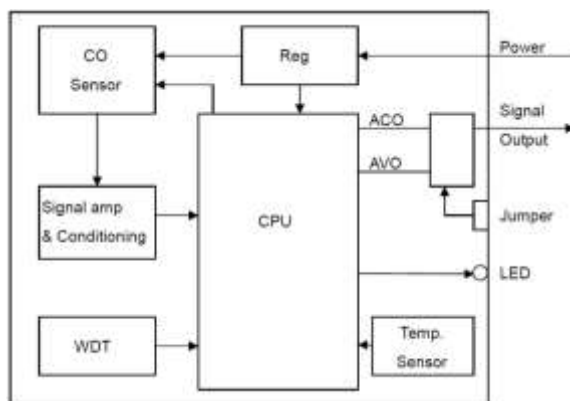 CO
Sensor
Reg
Power
ACO
Signal
Output
AVO
Signal amp
& Conditioning
CPU
Jumper
LED
WDT
Temp.
Sensor